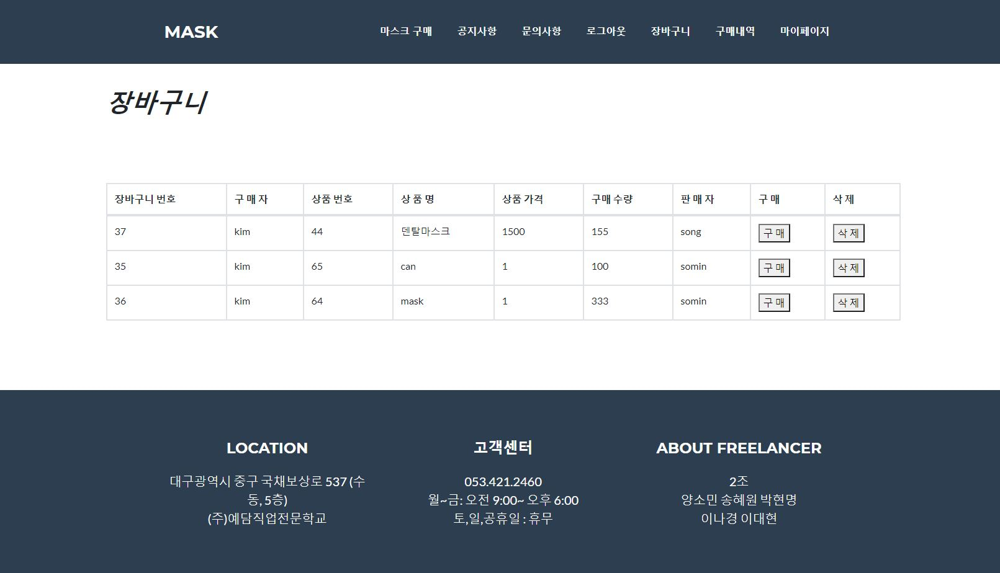 MASK 마스크 구매 공지사항 문의사항 로그아웃 장바구니 구매내역 마이페이지
장바구니
장바구니 번호 구 매 자 상품 번호 상 품 명 상품 가격 구매 수량 판 매 자 구 매 삭 제
37 kim 44 덴탈마스크 1500 155 song 구 매 삭 제
35 kim 65 can 1 100 somin 구 매 삭 제
36 kim 64 mask 1 333 somin 구 매 삭 제
LOCATION
대구광역시 중구 국채보상로 537 (수
동, 5층)
(주)예담직업전문학교
고객센터
053.421.2460
월~금: 오전 9:00~ 오후 6:00
토,일,공휴일 : 휴무
ABOUT FREELANCER
2조
양소민 송혜원 박현명
이나경 이대현